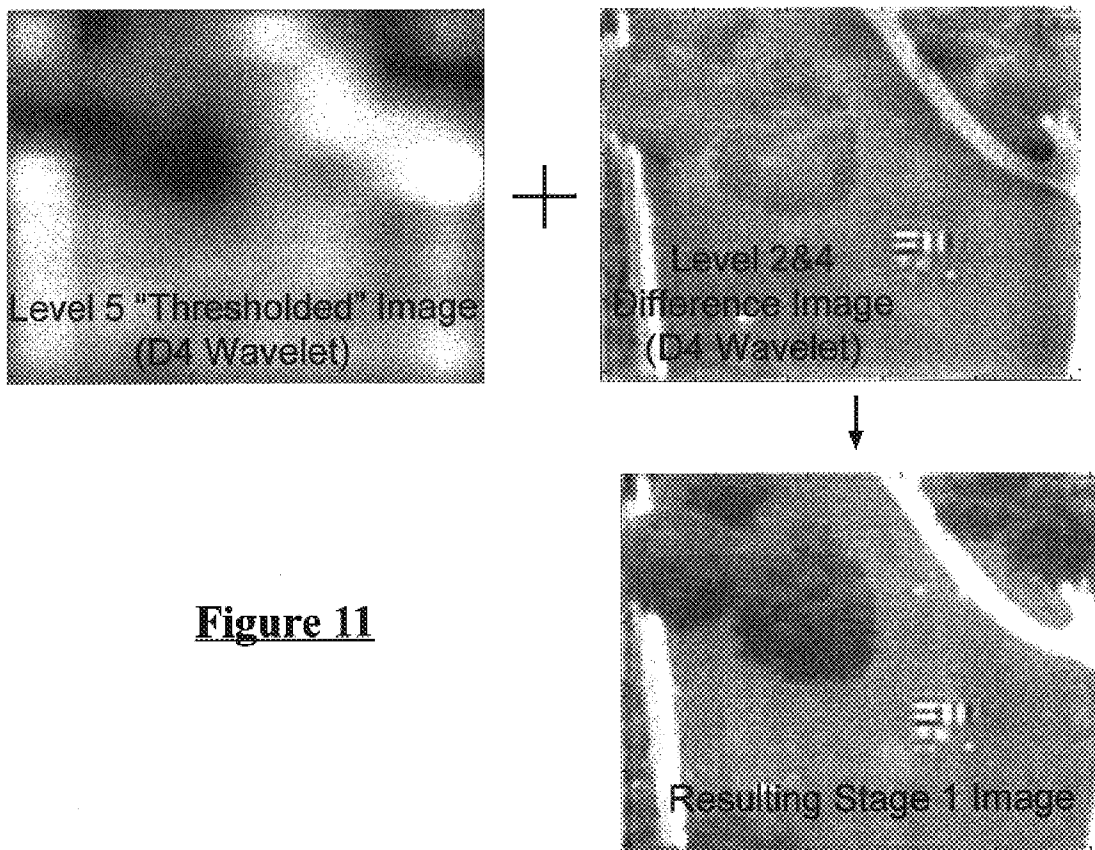 Level 5 "Thresholded" Image
(D4 Wavelet)
Level 2&4
Difference Image
(D4 Wavelet)
Resulting Stage 1 Image
Figure 11